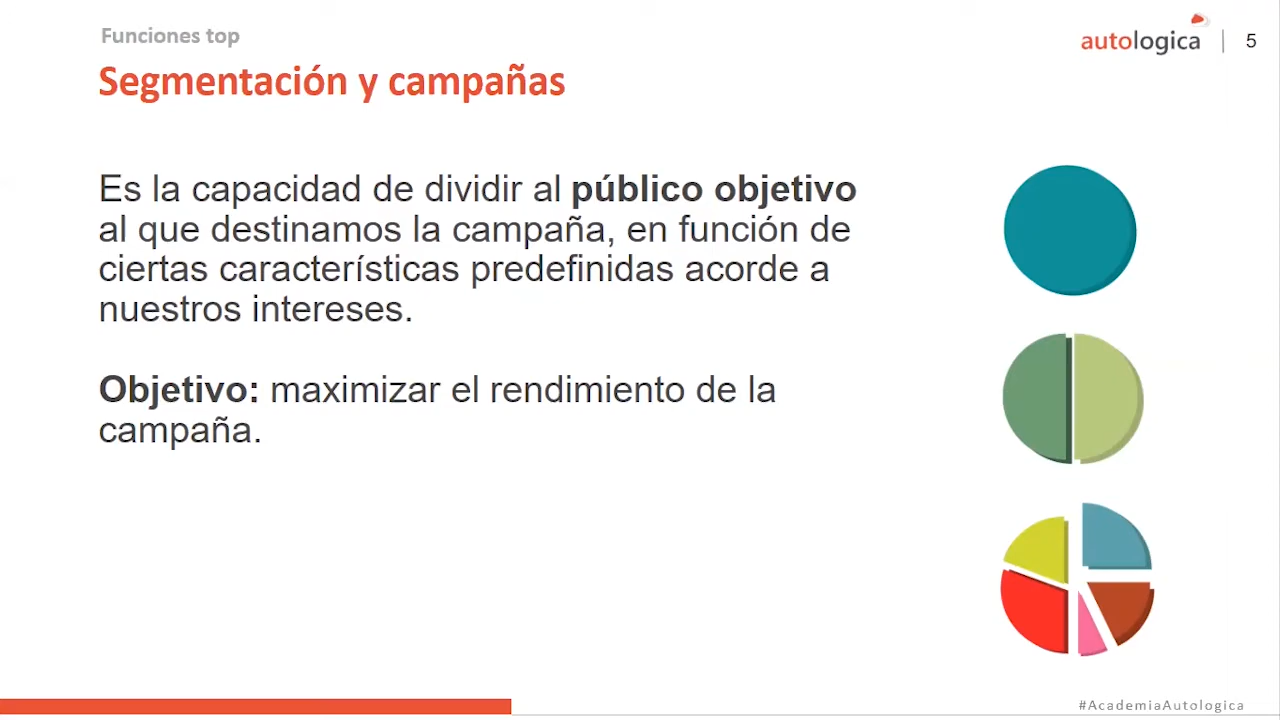 Funciones top
autologica | 5
Segmentación y campañas
Es la capacidad de dividir al público objetivo
al que destinamos la campaña, en función de
ciertas características predefinidas acorde a
nuestros intereses.
Objetivo: maximizar el rendimiento de la
campaña.
#AcademiaAutologica